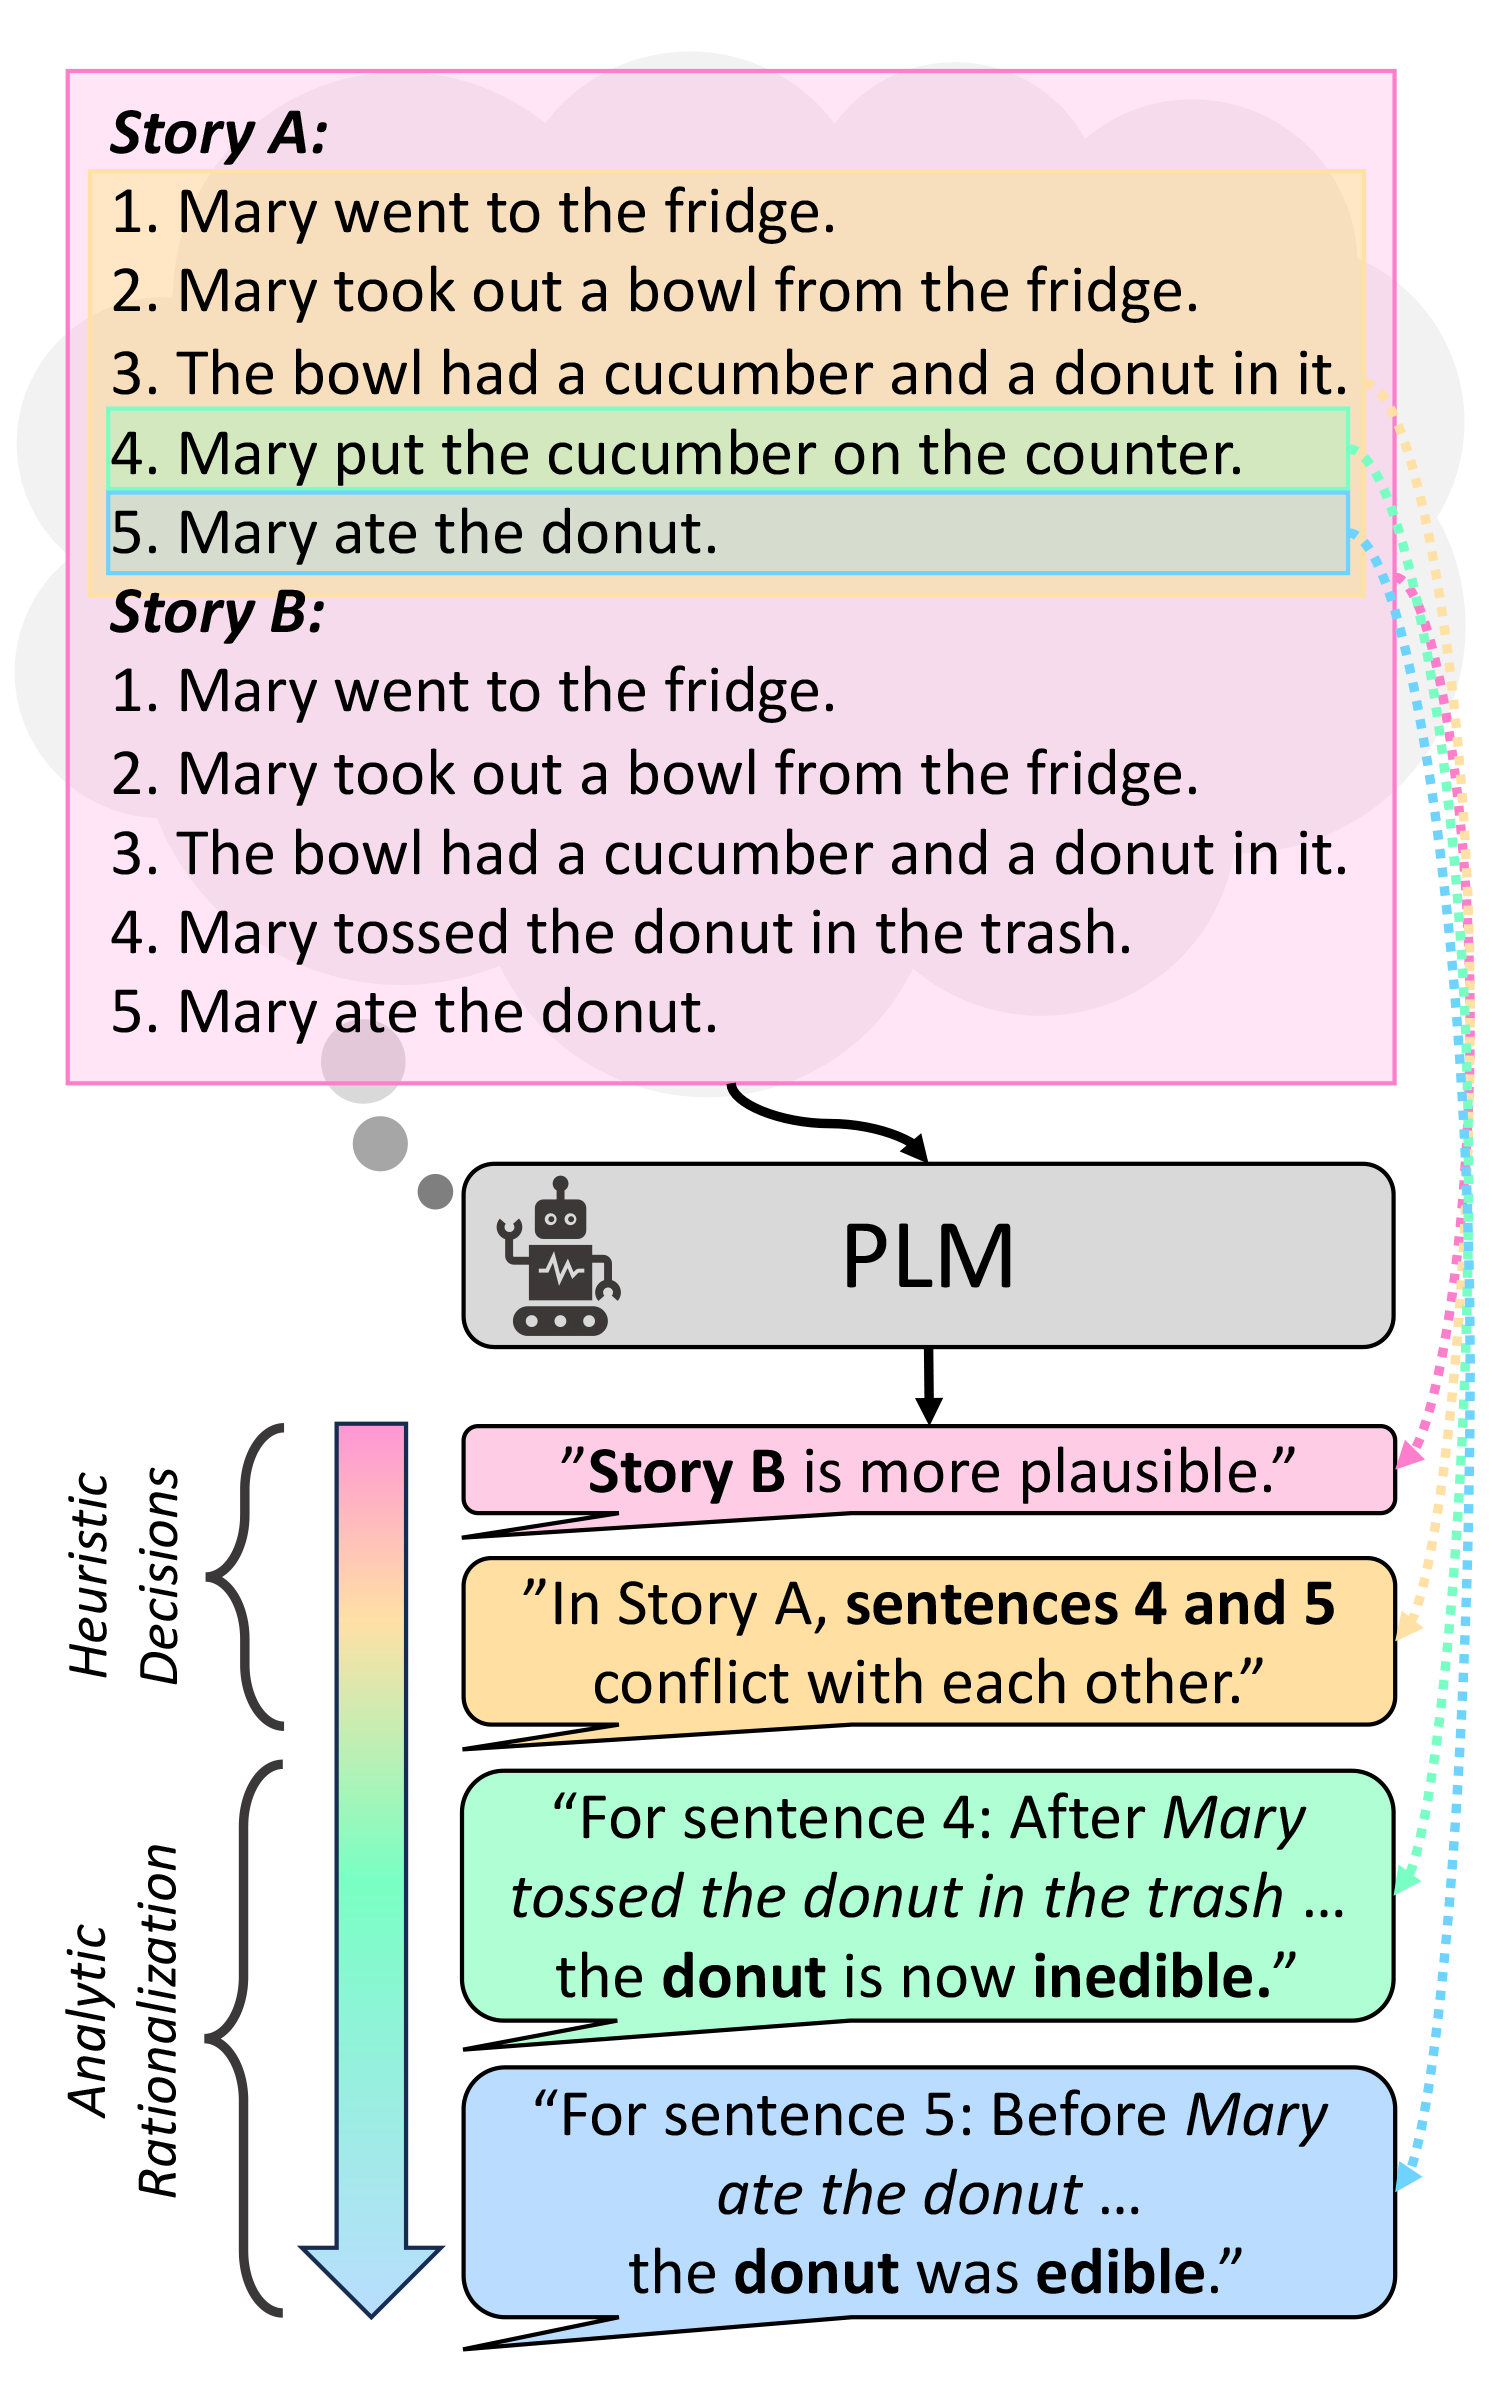 Story A:
1. Mary went to the fridge.
2. Mary took out a bowl from the fridge.
3. The bowl had a cucumber and a donut in it.
4. Mary put the cucumber on the counter.
5. Mary ate the donut.
Story B:
1. Mary went to the fridge.
2. Mary took out a bowl from the fridge.
3. The bowl had a cucumber and a donut in it.
4. Mary tossed the donut in the trash.
5. Mary ate the donut.
PLM
Heuristic
Decisions
”Story B is more plausible.”
”In Story A, sentences 4 and 5
conflict with each other.”
Analytic
Rationalization
“For sentence 4: After Mary
tossed the donut in the trash ...
the donut is now inedible.”
“For sentence 5: Before Mary
ate the donut ...
the donut was edible.”